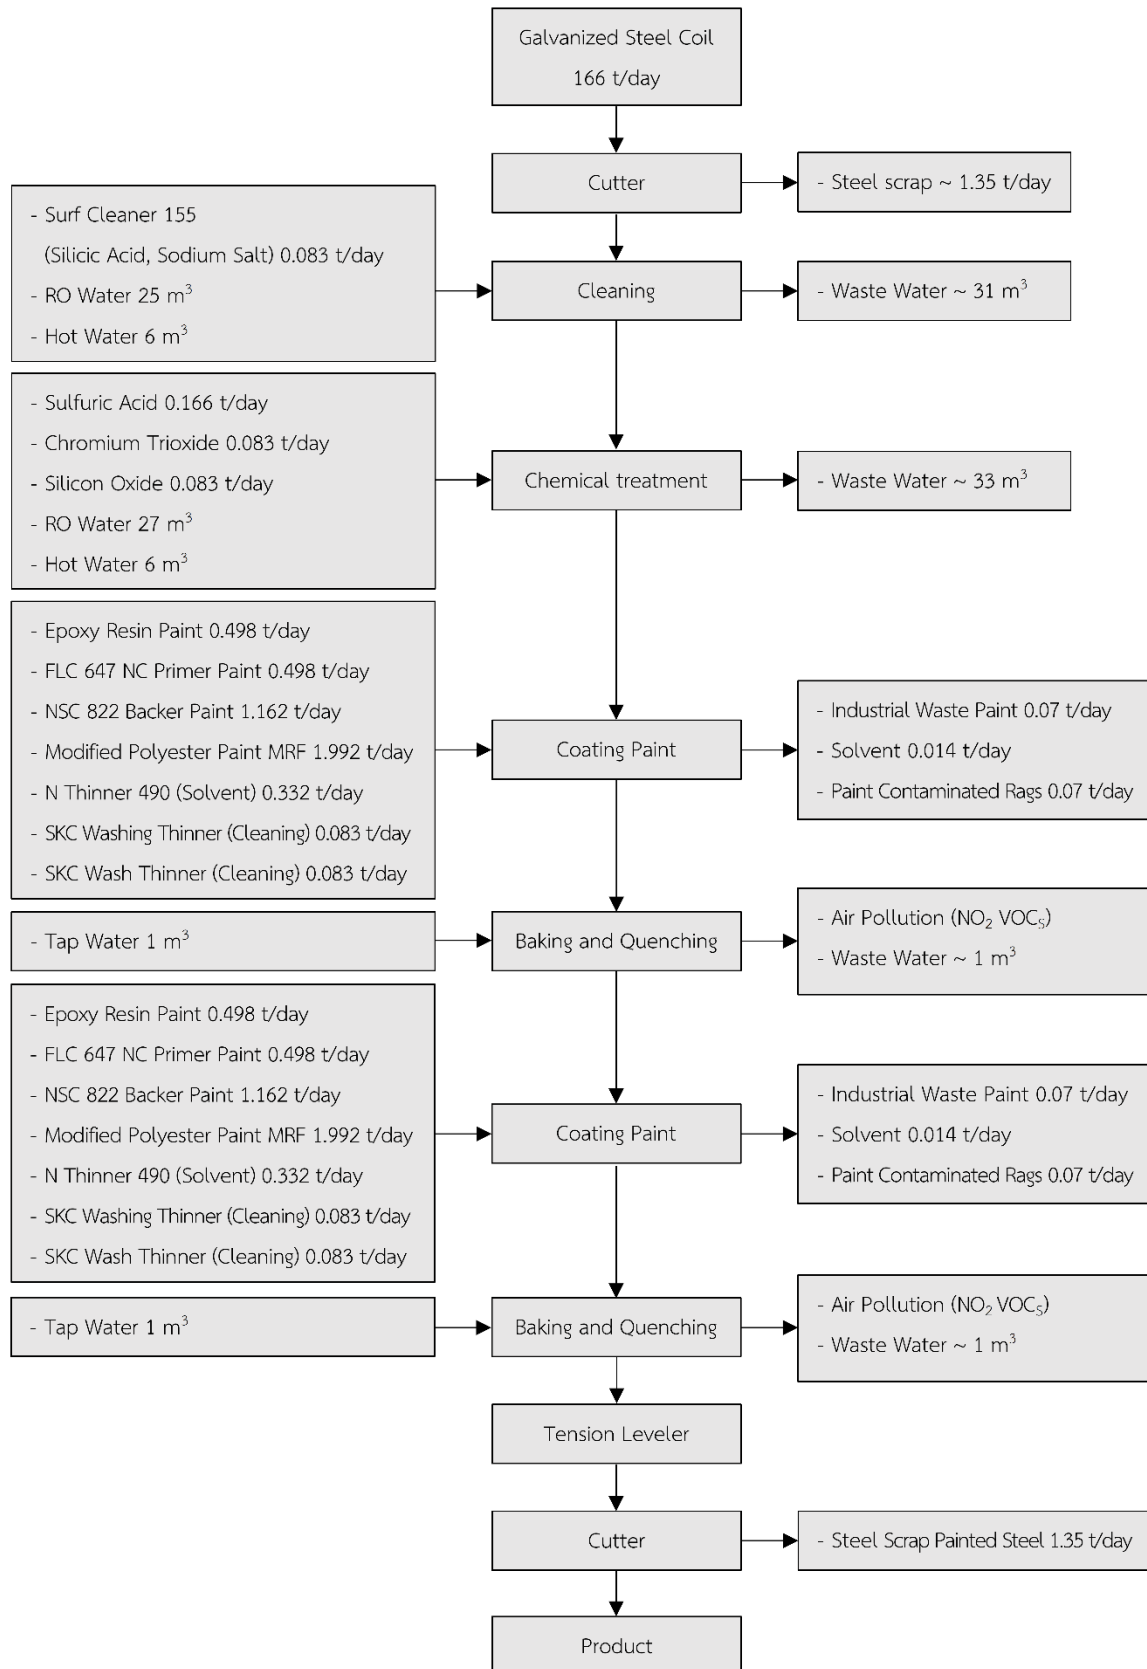 Galvanized Steel Coil
166 t/day
Cutter
- Steel scrap ~ 1.35 t/day
- Surf Cleaner 155
(Silicic Acid, Sodium Salt) 0.083 t/day
- RO Water 25 m³
- Hot Water 6 m³
Cleaning
- Waste Water ~ 31 m³
- Sulfuric Acid 0.166 t/day
- Chromium Trioxide 0.083 t/day
- Silicon Oxide 0.083 t/day
- RO Water 27 m³
- Hot Water 6 m³
Chemical treatment
- Waste Water ~ 33 m³
- Epoxy Resin Paint 0.498 t/day
- FLC 647 NC Primer Paint 0.498 t/day
- NSC 822 Backer Paint 1.162 t/day
- Modified Polyester Paint MRF 1.992 t/day
- N Thinner 490 (Solvent) 0.332 t/day
- SKC Washing Thinner (Cleaning) 0.083 t/day
- SKC Wash Thinner (Cleaning) 0.083 t/day
Coating Paint
- Industrial Waste Paint 0.07 t/day
- Solvent 0.014 t/day
- Paint Contaminated Rags 0.07 t/day
- Tap Water 1 m³
Baking and Quenching
- Air Pollution (NO₂ VOCₛ)
- Waste Water ~ 1 m³
- Epoxy Resin Paint 0.498 t/day
- FLC 647 NC Primer Paint 0.498 t/day
- NSC 822 Backer Paint 1.162 t/day
- Modified Polyester Paint MRF 1.992 t/day
- N Thinner 490 (Solvent) 0.332 t/day
- SKC Washing Thinner (Cleaning) 0.083 t/day
- SKC Wash Thinner (Cleaning) 0.083 t/day
Coating Paint
- Industrial Waste Paint 0.07 t/day
- Solvent 0.014 t/day
- Paint Contaminated Rags 0.07 t/day
- Tap Water 1 m³
Baking and Quenching
- Air Pollution (NO₂ VOCₛ)
- Waste Water ~ 1 m³
Tension Leveler
Cutter
- Steel Scrap Painted Steel 1.35 t/day
Product